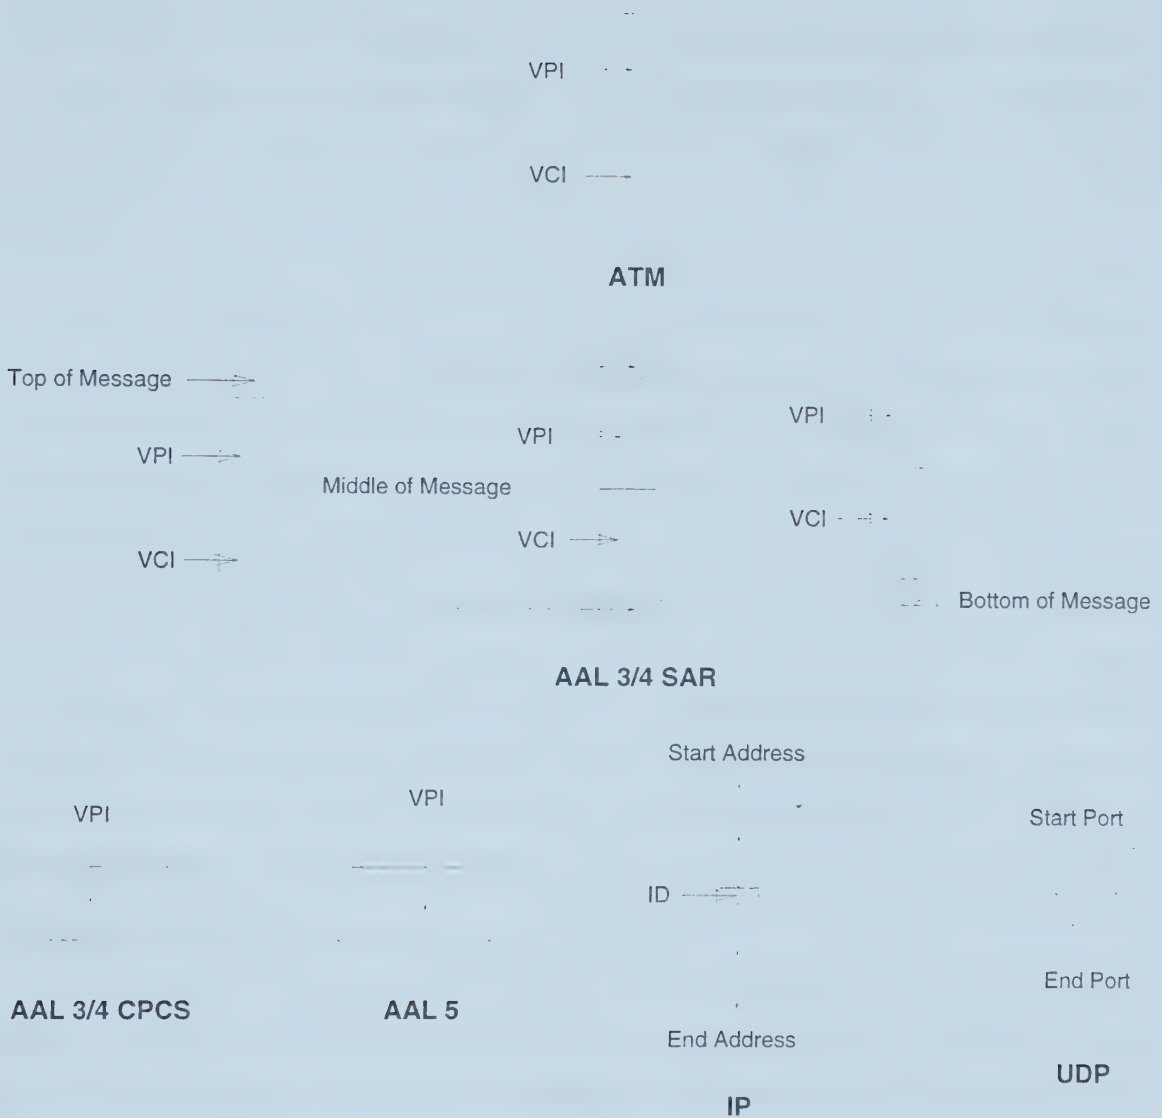 VPI
VCI
ATM
Top of Message
VPI
VCI
VPI
Middle of Message
VCI
VPI
VCI
Bottom of Message
AAL 3/4 SAR
VPI
AAL 3/4 CPCS
VPI
AAL 5
Start Address
ID
End Address
IP
Start Port
End Port
UDP